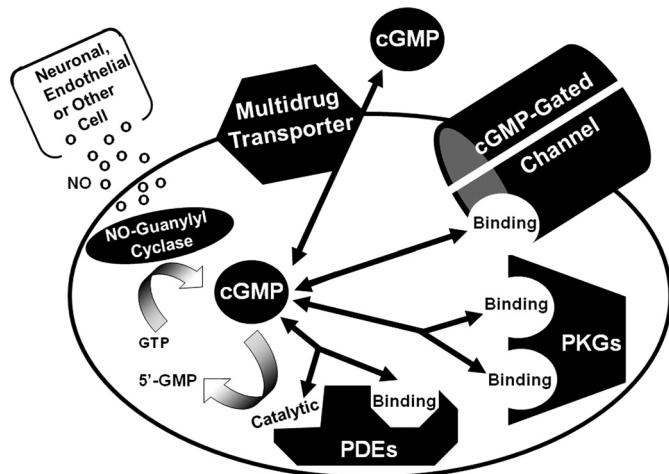 Neuronal,
Endothelial
or Other
Cell
NO
cGMP
Multidrug
Transporter
cGMP-Gated
Channel
Binding
NO-Guanylyl
Cyclase
cGMP
GTP
5'-GMP
Binding
Binding
PKGs
Catalytic
Binding
PDEs